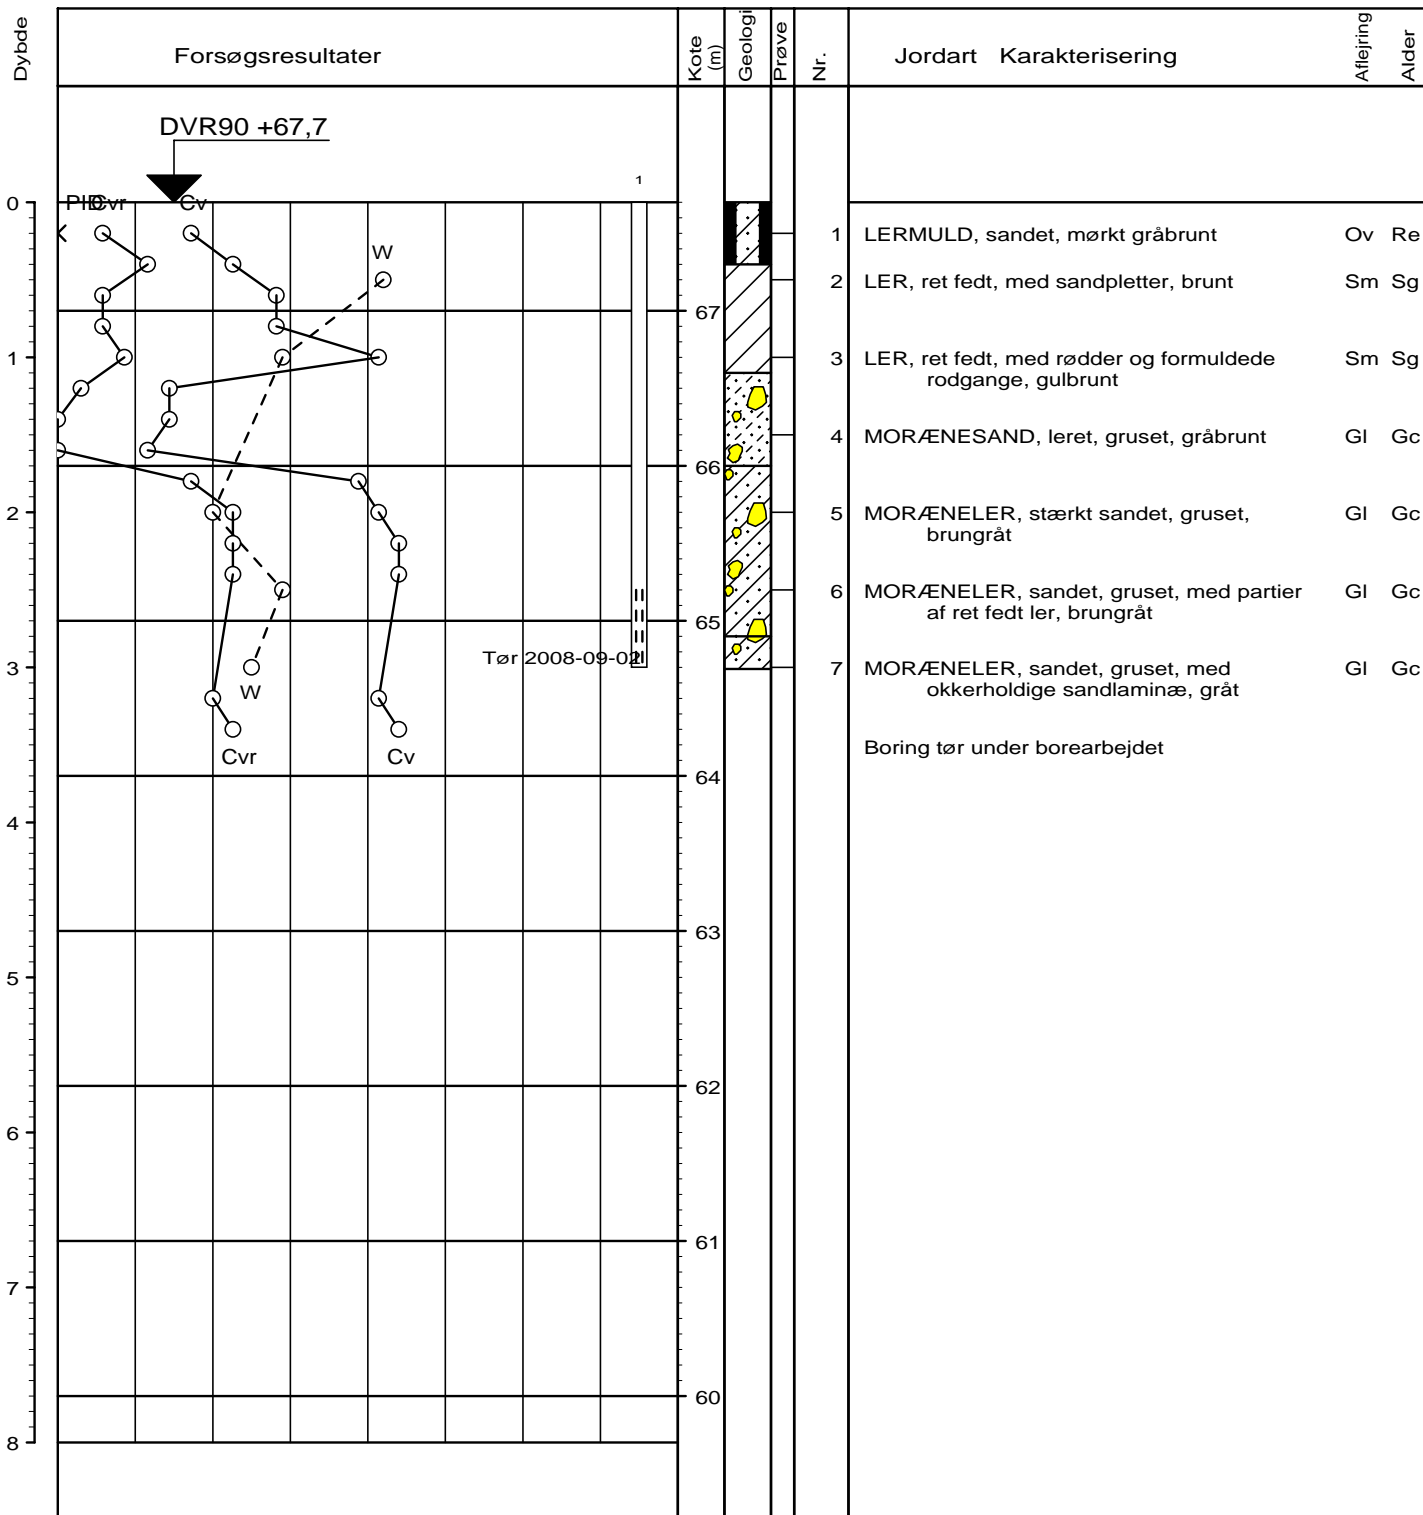 Dybde
Forsøgsresultater
Kote
(m)
Geologi
Prøve
Nr.
Jordart Karakterisering
Aflejring
Alder
DVR90 +67,7
1
0
PID
Cvr
Cv
1 LERMULD, sandet, mørkt gråbrunt Ov Re
W
2 LER, ret fedt, med sandpletter, brunt Sm Sg
67
1
3 LER, ret fedt, med rødder og formuldede Sm Sg
rodgange, gulbrunt
4 MORÆNESAND, leret, gruset, gråbrunt Gl Gc
66
2
5 MORÆNELER, stærkt sandet, gruset, Gl Gc
brungråt
6 MORÆNELER, sandet, gruset, med partier Gl Gc
af ret fedt ler, brungråt
65
Tør 2008-09-02
3
7 MORÆNELER, sandet, gruset, med Gl Gc
okkerholdige sandlaminæ, gråt
W
Cvr
Cv
Boring tør under borearbejdet
64
4
63
5
62
6
61
7
60
8